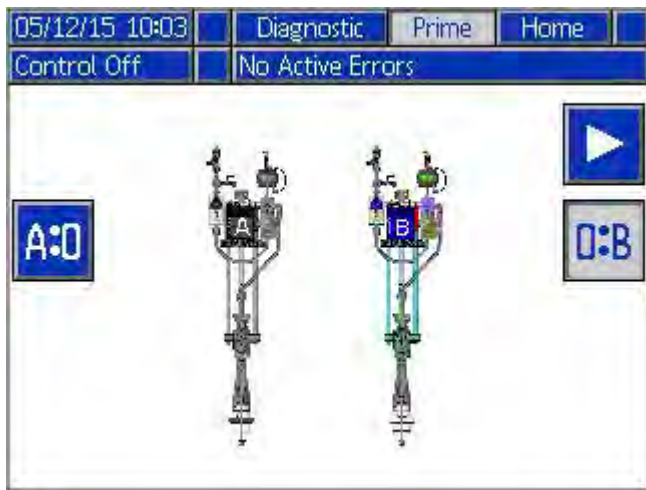 05/12/15 10:03 Diagnostic Prime Home
Control Off No Active Errors
A B
A:0 0:B